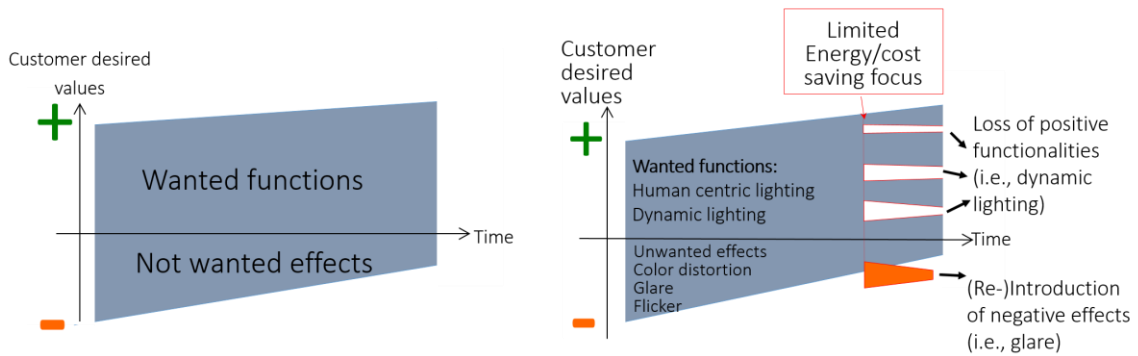 Customer desired
values
Wanted functions
Time
Not wanted effects
Customer
desired
values
Limited
Energy/cost
saving focus
Wanted functions:
Human centric lighting
Dynamic lighting
Loss of positive
functionalities
(i.e., dynamic
lighting)
Time
Unwanted effects
Color distortion
Glare
Flicker
(Re-)Introduction
of negative effects
(i.e., glare)